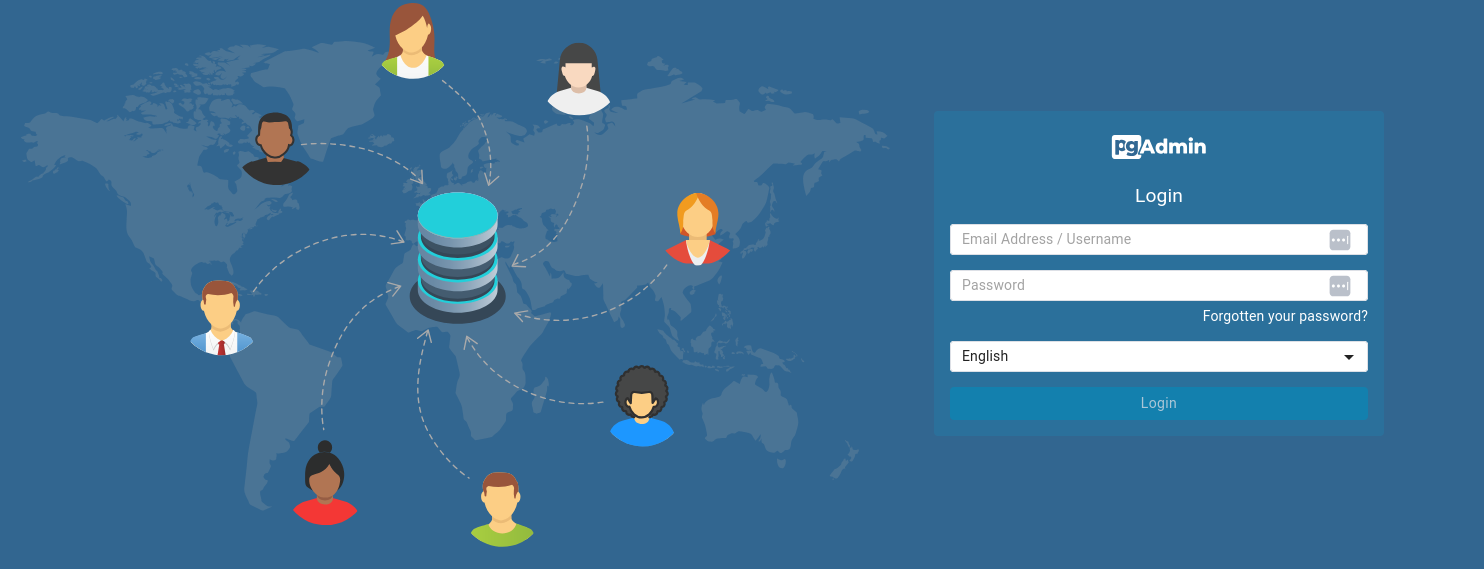 pgAdmin
Login
Email Address / Username
Password
Forgotten your password?
English
Login